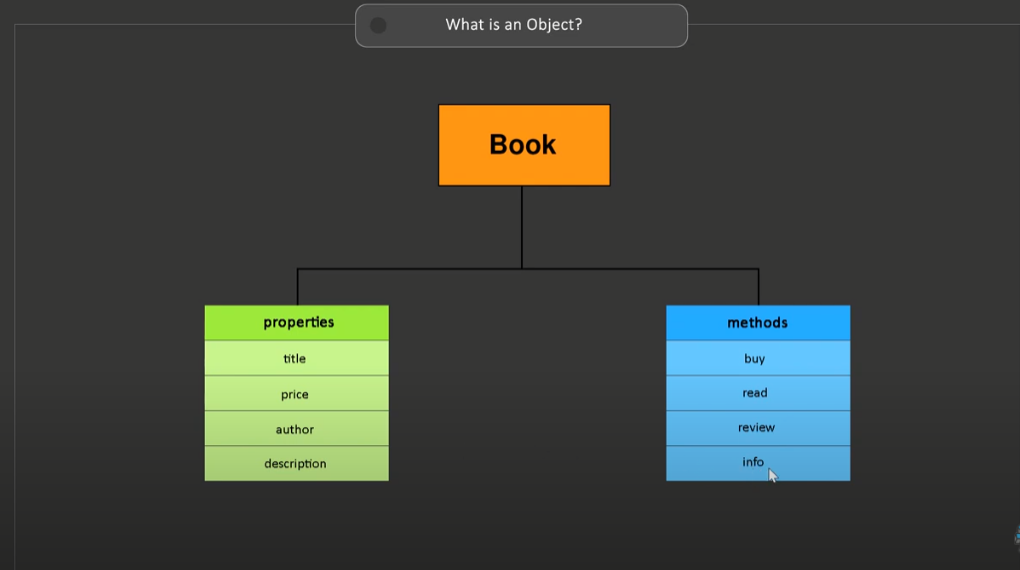 What is an Object?
Book
properties
title
price
author
description
methods
buy
read
review
info